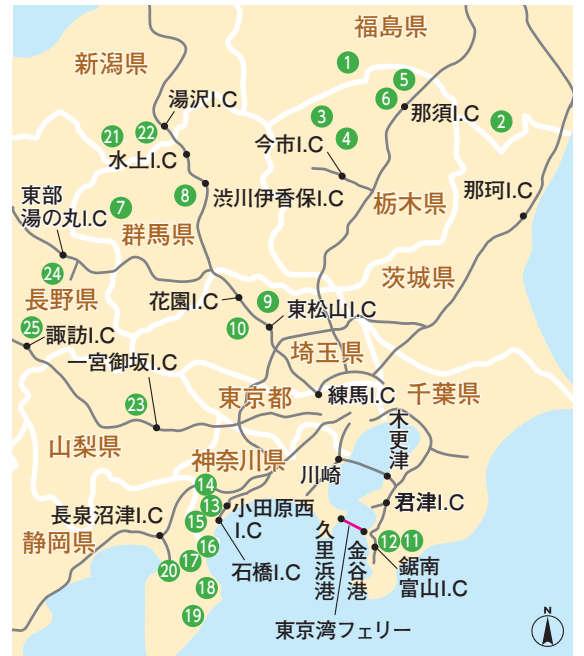 福島県
新潟県
1
5
湯沢I.C
6
那須I.C
3
2
21
22
4
今市I.C
水上I.C
7
8
渋川伊香保I.C
栃木県
那珂I.C
東部
湯の丸I.C
群馬県
茨城県
24
長野県
花園I.C
9
東松山I.C
25
諏訪I.C
10
埼玉県
一宮御坂I.C
東京都
練馬I.C
千葉県
23
木更津
山梨県
神奈川県
川崎
14
君津I.C
長泉沼津I.C
13
小田原西
I.C
15
静岡県
石橋I.C
久里浜港
金谷港
12
11
16
鋸南
富山I.C
20
17
18
東京湾フェリー
19
N